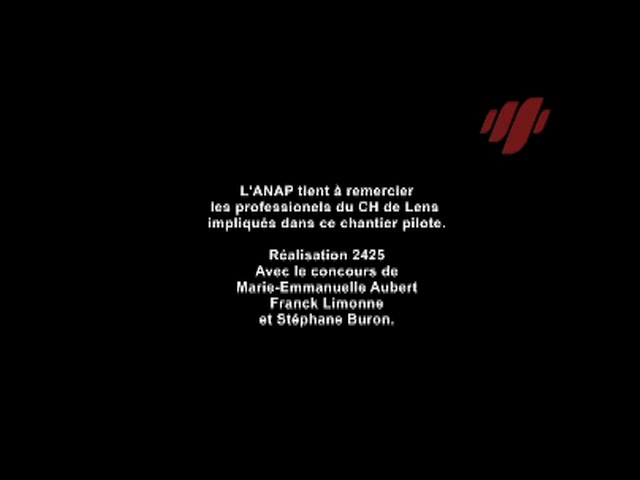 L'ANAP tient à remercier
les professionels du CH de Lens
impliqués dans ce chantier pilote.
Réalisation 2425
Avec le concours de
Marie-Emmanuelle Aubert
Franck Limonne
et Stéphane Buron.